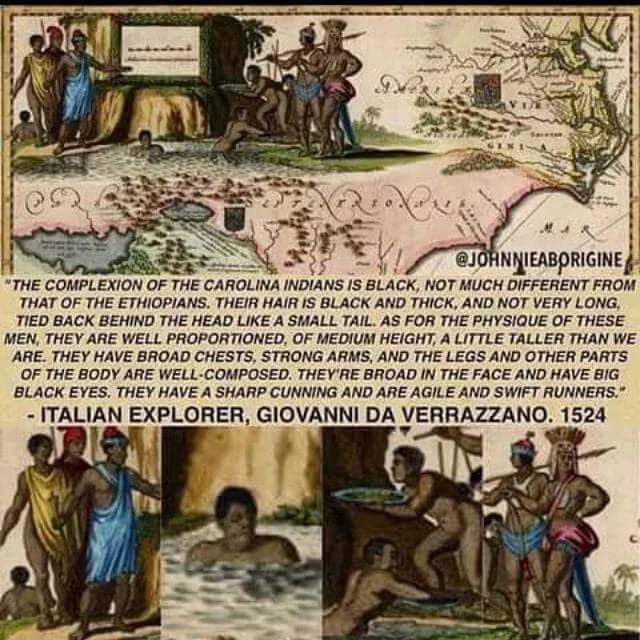 VIR
GINIA
MAR
@JOHNNIEABORIGINE
"THE COMPLEXION OF THE CAROLINA INDIANS IS BLACK, NOT MUCH DIFFERENT FROM
THAT OF THE ETHIOPIANS. THEIR HAIR IS BLACK AND THICK, AND NOT VERY LONG,
TIED BACK BEHIND THE HEAD LIKE A SMALL TAIL. AS FOR THE PHYSIQUE OF THESE
MEN, THEY ARE WELL PROPORTIONED, OF MEDIUM HEIGHT, A LITTLE TALLER THAN WE
ARE. THEY HAVE BROAD CHESTS, STRONG ARMS, AND THE LEGS AND OTHER PARTS
OF THE BODY ARE WELL-COMPOSED. THEY'RE BROAD IN THE FACE AND HAVE BIG
BLACK EYES. THEY HAVE A SHARP CUNNING AND ARE AGILE AND SWIFT RUNNERS."
- ITALIAN EXPLORER, GIOVANNI DA VERRAZZANO. 1524